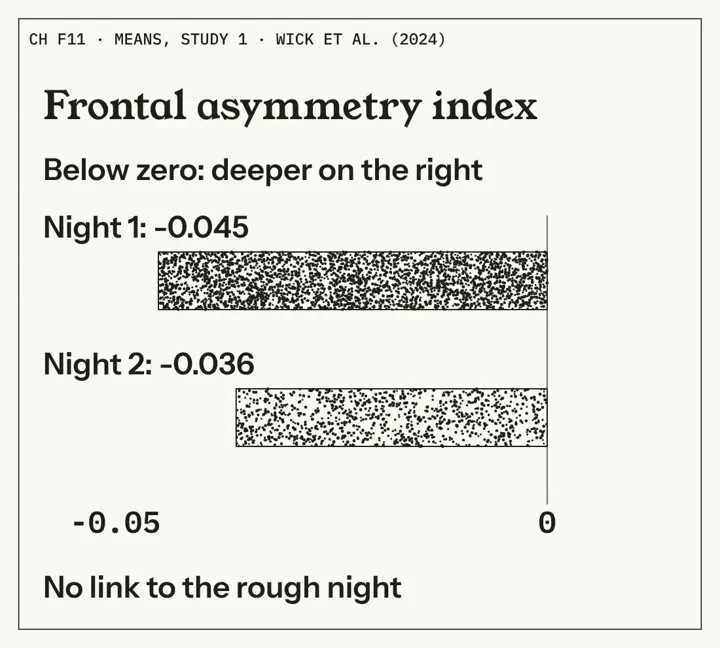 CH F11 · MEANS, STUDY 1 · WICK ET AL. (2024)
Frontal asymmetry index
Below zero: deeper on the right
Night 1: -0.045
Night 2: -0.036
-0.05 0
No link to the rough night